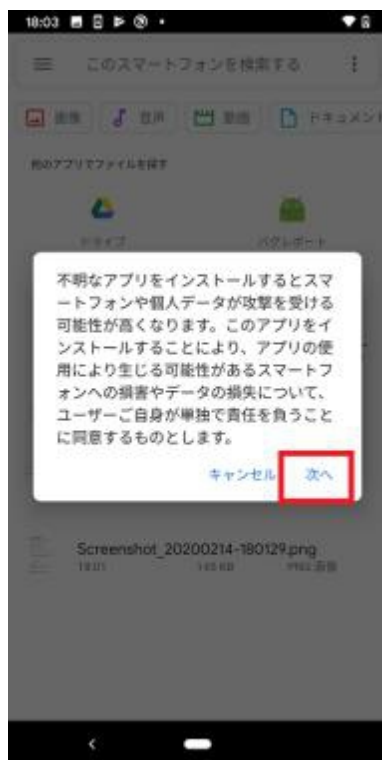 18:03
このスマートフォンを検索する
画像
音声
動画
ドキュメント
他のアプリでファイルを探す
ドライブ
バグレポート
不明なアプリをインストールするとスマ
ートフォンや個人データが攻撃を受ける
可能性が高くなります。このアプリをイ
ンストールすることにより、アプリの使
用により生じる可能性があるスマートフ
ォンへの損害やデータの損失について、
ユーザーご自身が単独で責任を負うこと
に同意するものとします。
キャンセル
次へ
Screenshot_20200214-180129.png
18:01
PNG 画像